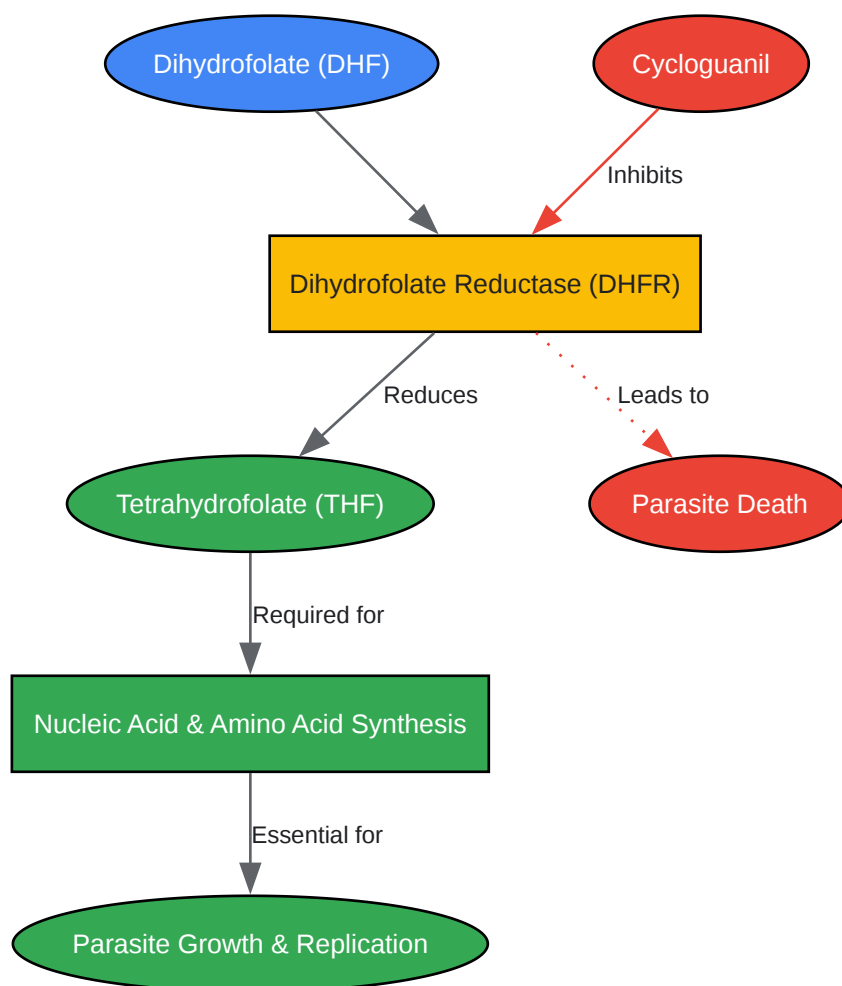 Dihydrofolate (DHF)
Cycloguanil
Inhibits
Dihydrofolate Reductase (DHFR)
Reduces
Leads to
Tetrahydrofolate (THF)
Parasite Death
Required for
Nucleic Acid & Amino Acid Synthesis
Essential for
Parasite Growth & Replication